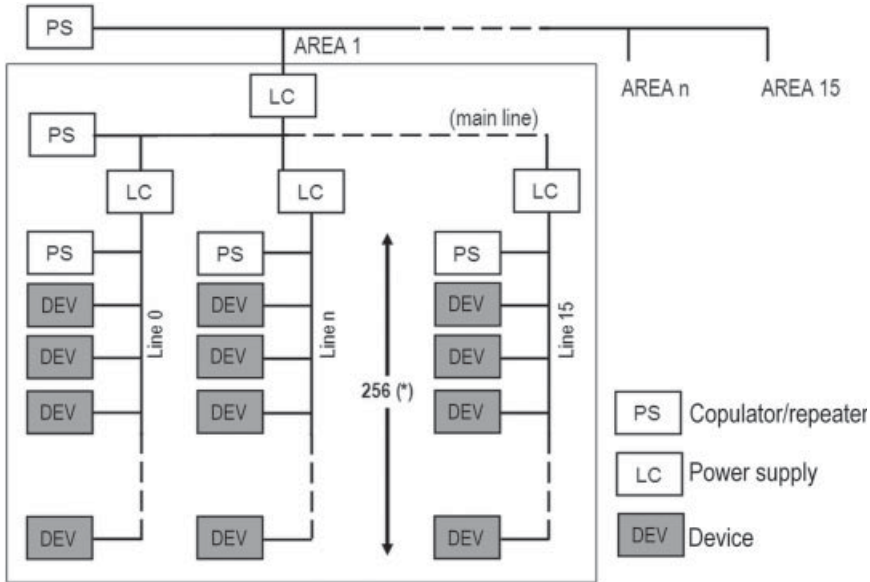 PS
AREA 1
AREA n
AREA 15
LC
(main line)
PS
LC
LC
LC
PS
PS
PS
DEV
DEV
DEV
DEV
DEV
DEV
Line 0
Line n
Line 15
256 (*)
DEV
DEV
DEV
DEV
DEV
DEV
PS Copulator/repeater
LC Power supply
DEV Device